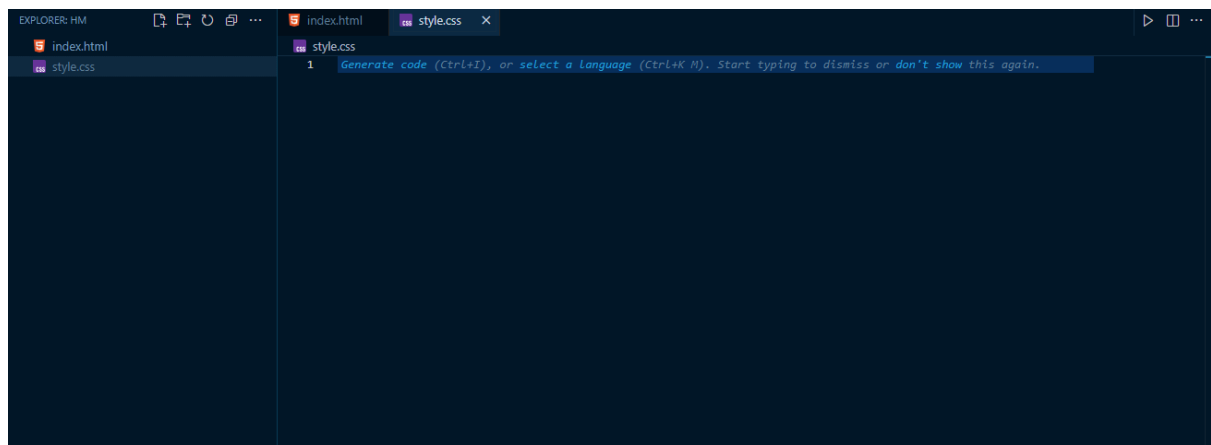 EXPLORER: HM
index.html
style.css
index.html
style.css
style.css
1 Generate code (Ctrl+I), or select a language (Ctrl+K M). Start typing to dismiss or don't show this again.